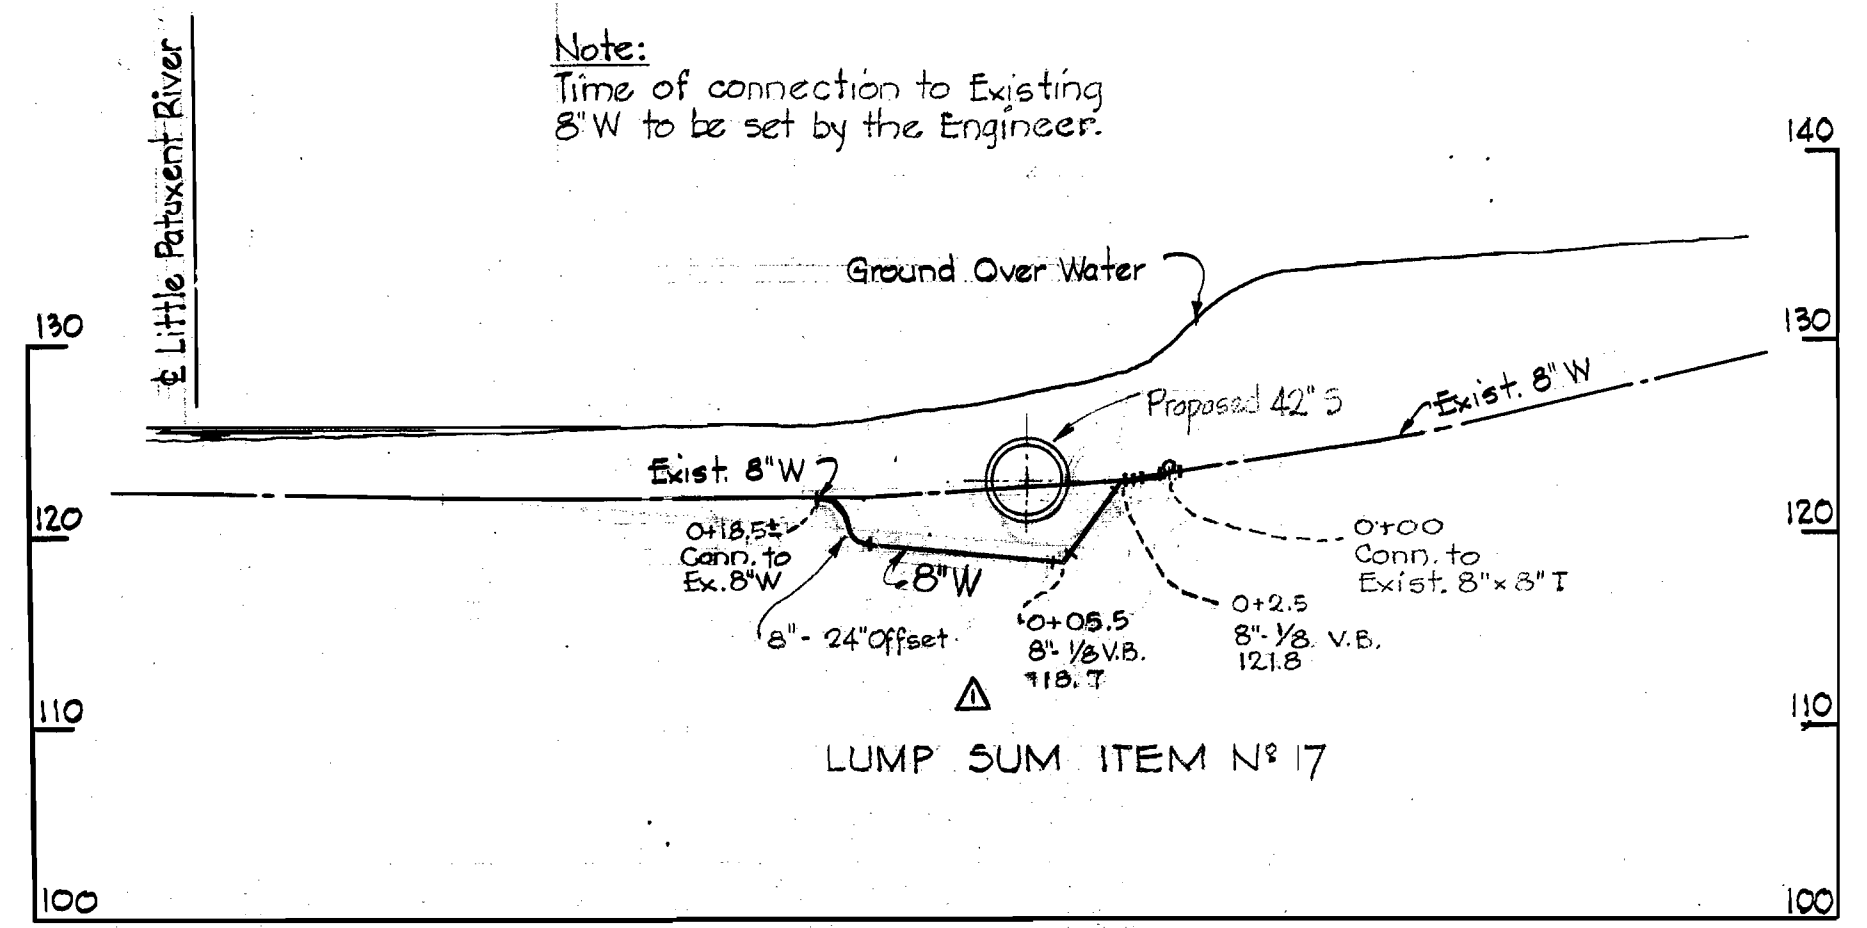 Note:
Time of connection to Existing
8" W to be set by the Engineer.
℄ Little Patuxent River
140
130
120
110
100
130
120
110
100
Ground Over Water
Proposed 42" S
Exist. 8" W
Exist. 8" W
0+18.5±
Conn. to
Ex. 8" W
8" W
8" - 24" Offset
0+05.5
8"- 1/8 V.B.
118.7
0+2.5
8"- 1/8 V.B.
121.8
0+00
Conn. to
Exist. 8" x 8" T
1
LUMP SUM ITEM Nº 17